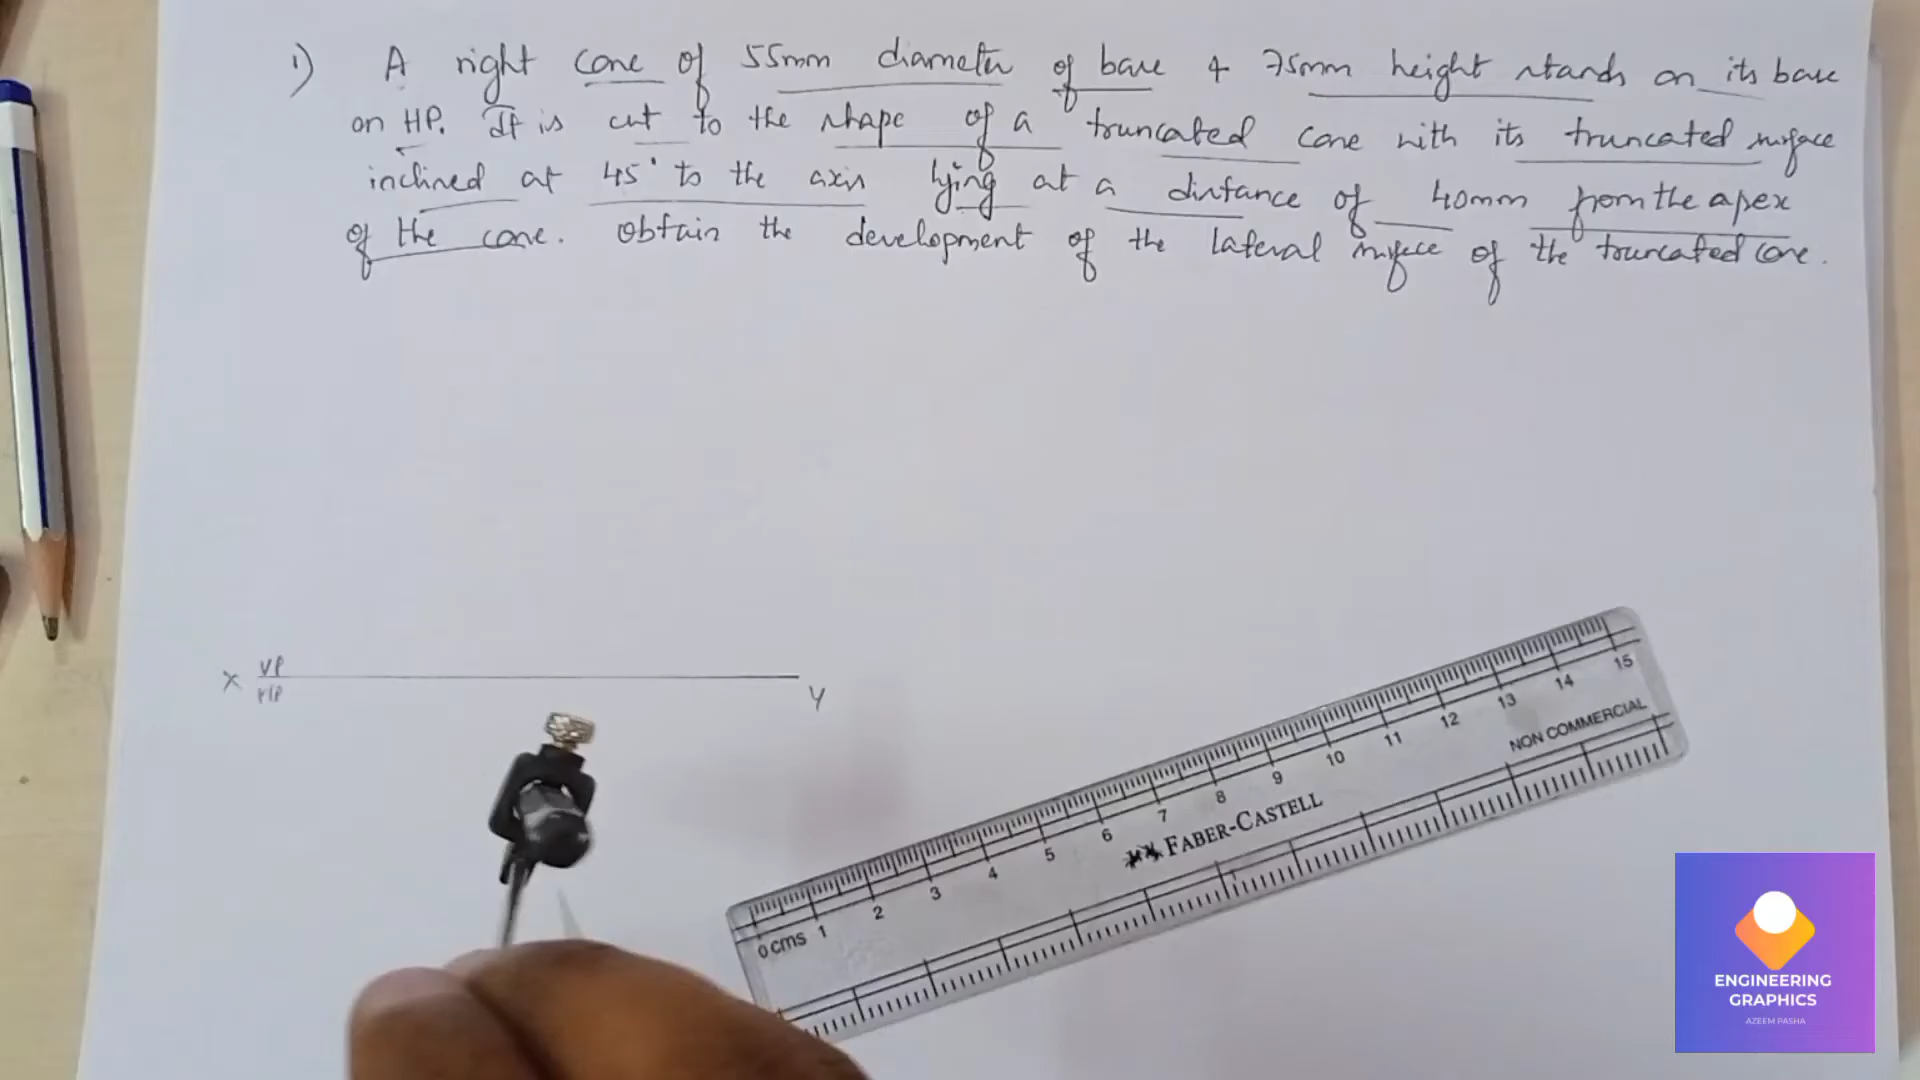 1) A right cone of 55mm diameter of base & 75mm height stands on its base
on HP. It is cut to the shape of a truncated cone with its truncated surface
inclined at 45° to the axis lying at a distance of 40mm from the apex
of the cone. obtain the development of the lateral surface of the truncated cone.
X VP
HP
Y
0 cms 1 2 3 4 5 6 7 8 9 10 11 12 13 14 15
FABER-CASTELL
NON COMMERCIAL
ENGINEERING
GRAPHICS
AZEEM PASHA